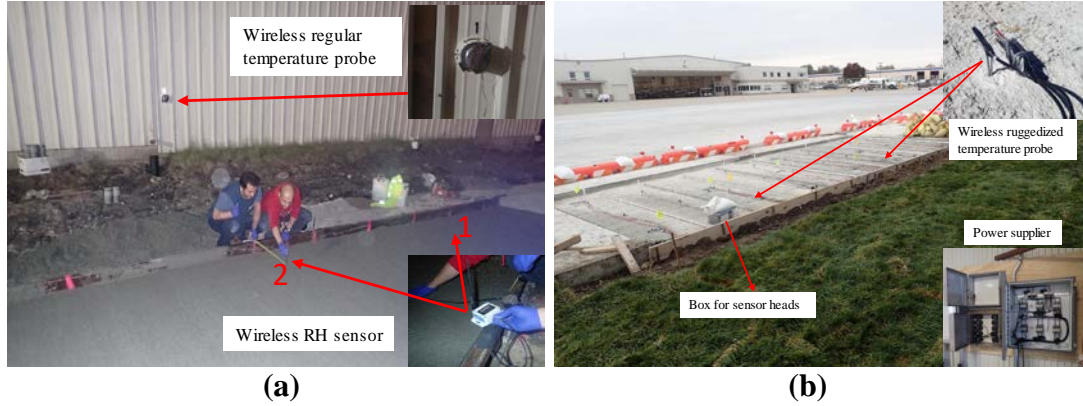 Wireless regular
temperature probe
1
2
Wireless RH sensor
(a)
Wireless ruggedized
temperature probe
Power supplier
Box for sensor heads
(b)